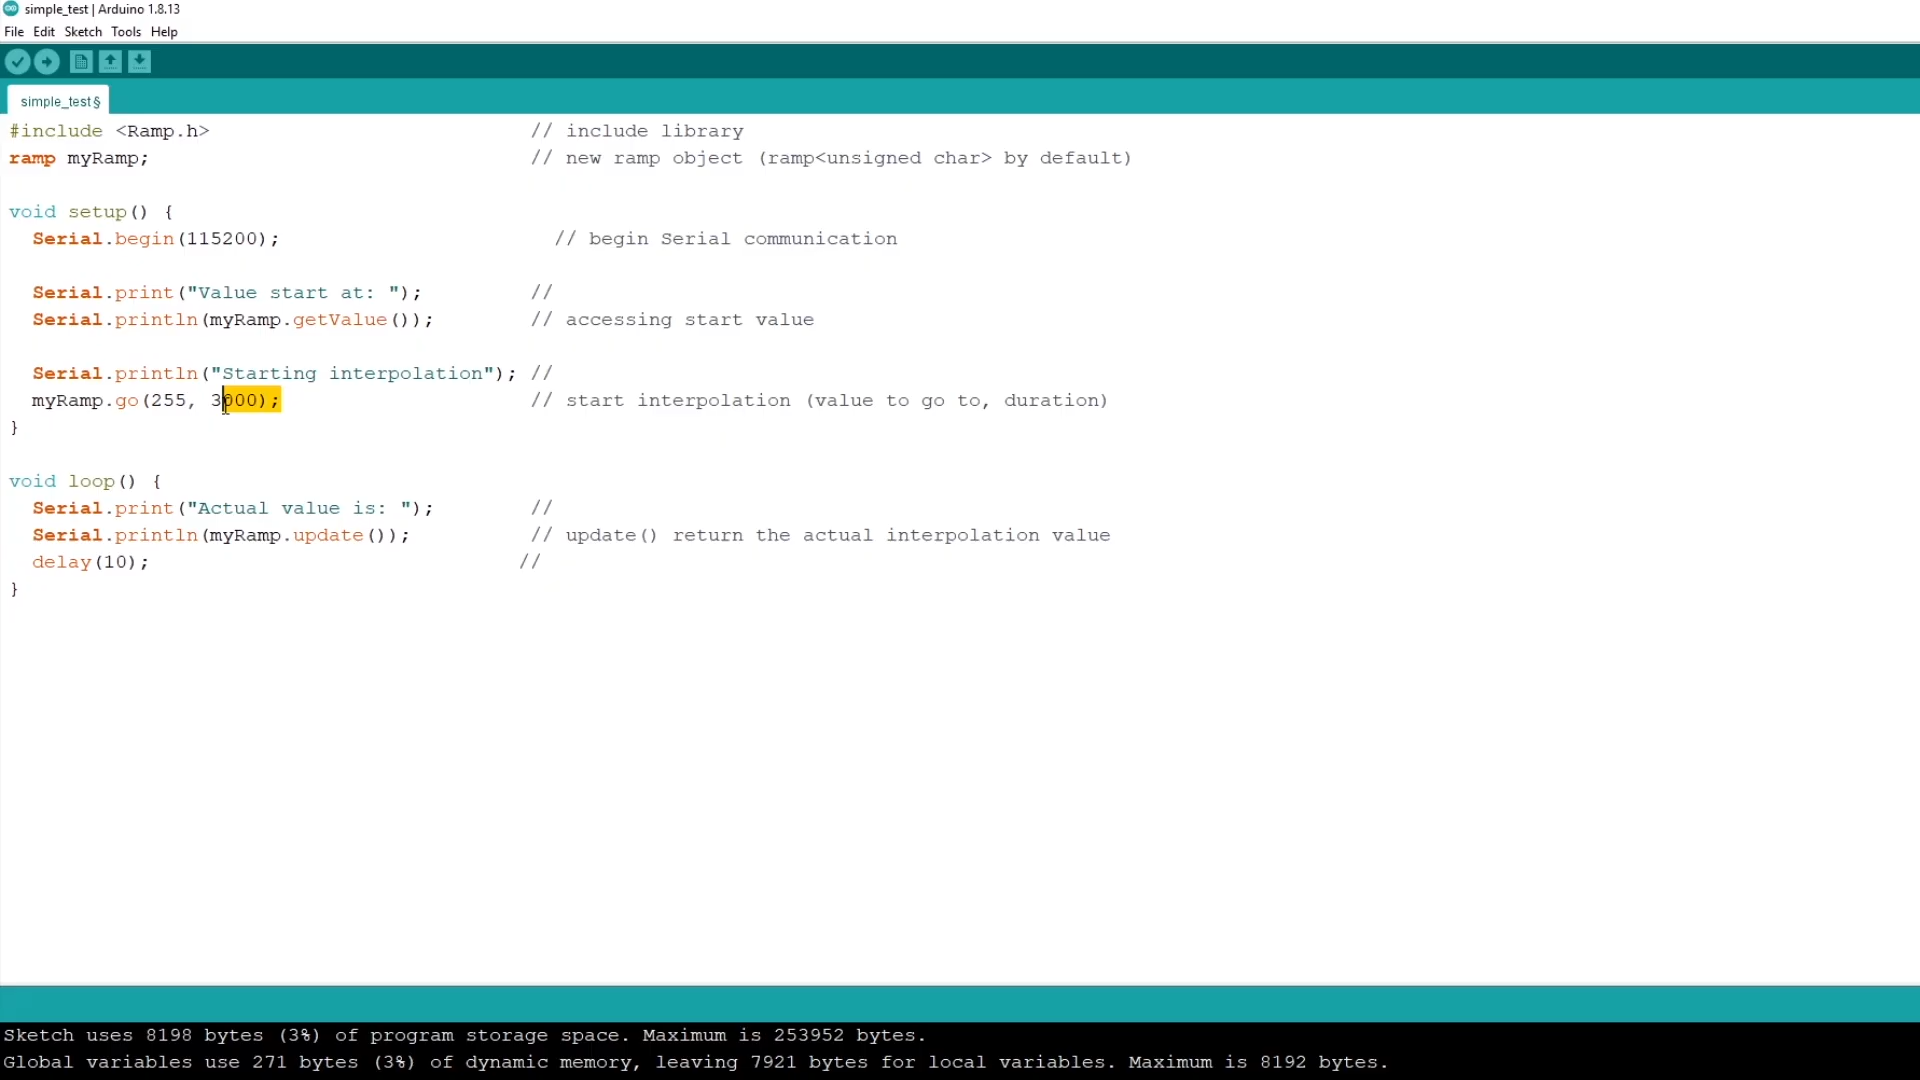 simple_test | Arduino 1.8.13
File Edit Sketch Tools Help
simple_test§
#include <Ramp.h> // include library
ramp myRamp; // new ramp object (ramp<unsigned char> by default)
void setup() {
Serial.begin(115200); // begin Serial communication
Serial.print("Value start at: "); //
Serial.println(myRamp.getValue()); // accessing start value
Serial.println("Starting interpolation"); //
myRamp.go(255, 3000); // start interpolation (value to go to, duration)
}
void loop() {
Serial.print("Actual value is: "); //
Serial.println(myRamp.update()); // update() return the actual interpolation value
delay(10); //
}
Sketch uses 8198 bytes (3%) of program storage space. Maximum is 253952 bytes.
Global variables use 271 bytes (3%) of dynamic memory, leaving 7921 bytes for local variables. Maximum is 8192 bytes.